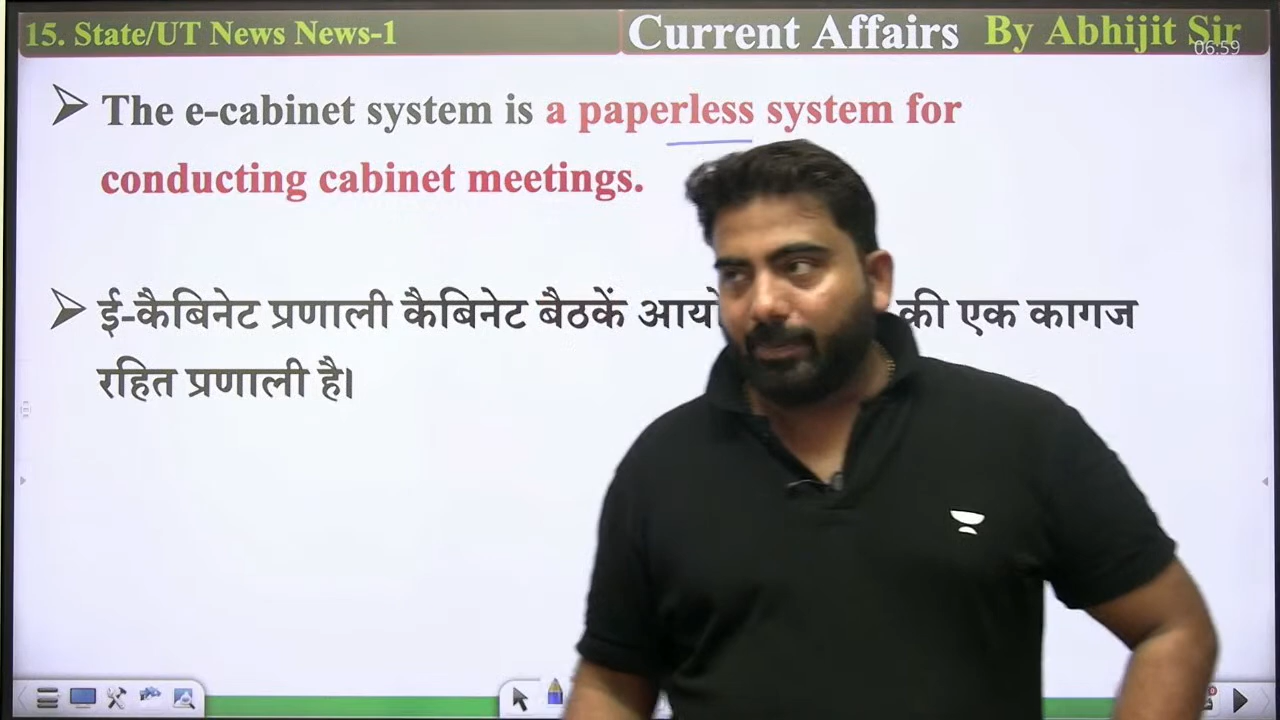 15. State/UT News News-1
Current Affairs By Abhijit Sir
06:59
The e-cabinet system is a paperless system for
conducting cabinet meetings.
ई-कैबिनेट प्रणाली कैबिनेट बैठकें की एक कागज
रहित प्रणाली है।